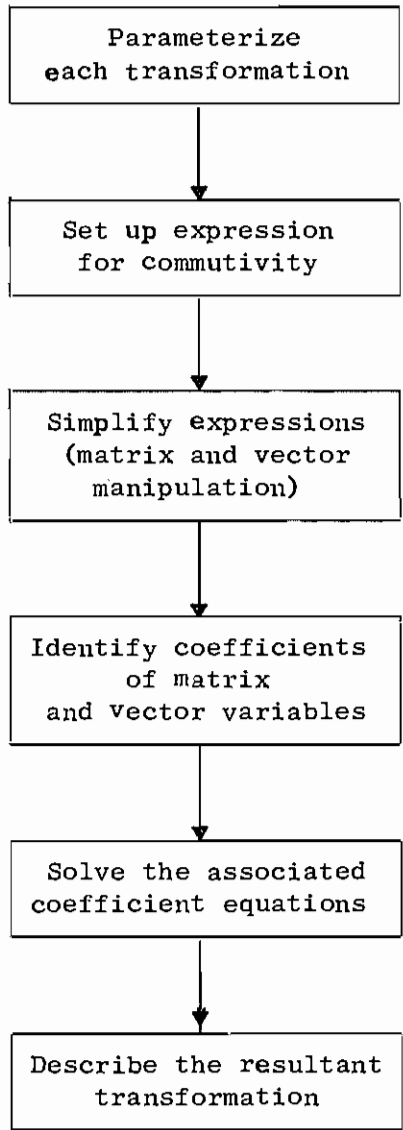 Parameterize
each transformation
Set up expression
for commutivity
Simplify expressions
(matrix and vector
manipulation)
Identify coefficients
of matrix
and vector variables
Solve the associated
coefficient equations
Describe the resultant
transformation